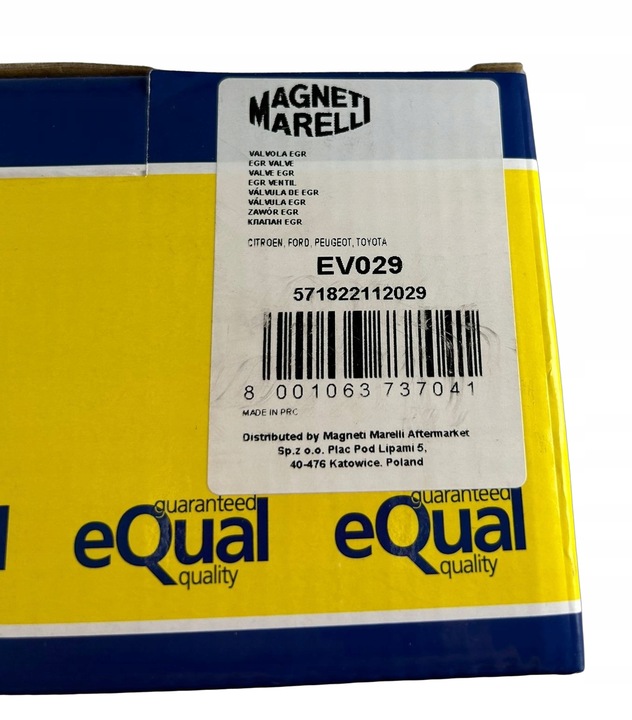 MAGNETI
MARELLI
VALVOLA EGR
EGR VALVE
VALVE EGR
EGR VENTIL
VÁLVULA DE EGR
VÁLVULA EGR
ZAWÓR EGR
КЛАПАН EGR
CITROEN, FORD, PEUGEOT, TOYOTA
EV029
571822112029
8 001063 737041
MADE IN PRC
Distributed by Magneti Marelli Aftermarket
Sp.z o.o. Plac Pod Lipami 5,
40-476 Katowice. Poland
guaranteed
eQual
quality
guaranteed
eQual
quality